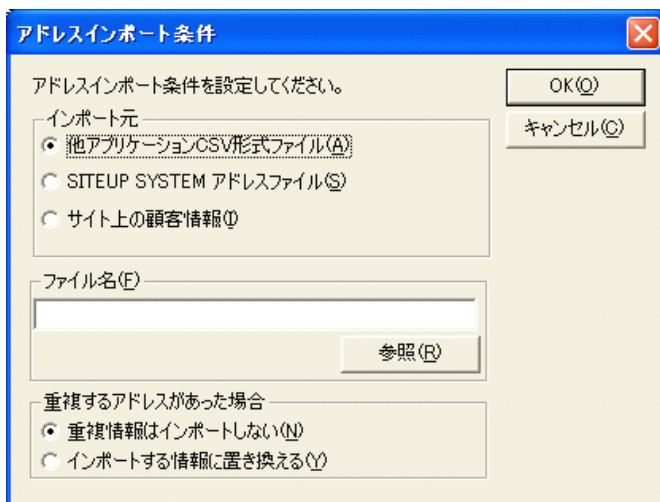 アドレスインポート条件
アドレスインポート条件を設定してください。
OK(O)
キャンセル(C)
インポート元
他アプリケーションCSV形式ファイル(A)
SITEUP SYSTEM アドレスファイル(S)
サイト上の顧客情報(I)
ファイル名(F)
参照(R)
重複するアドレスがあった場合
重複情報はインポートしない(N)
インポートする情報に置き換える(Y)